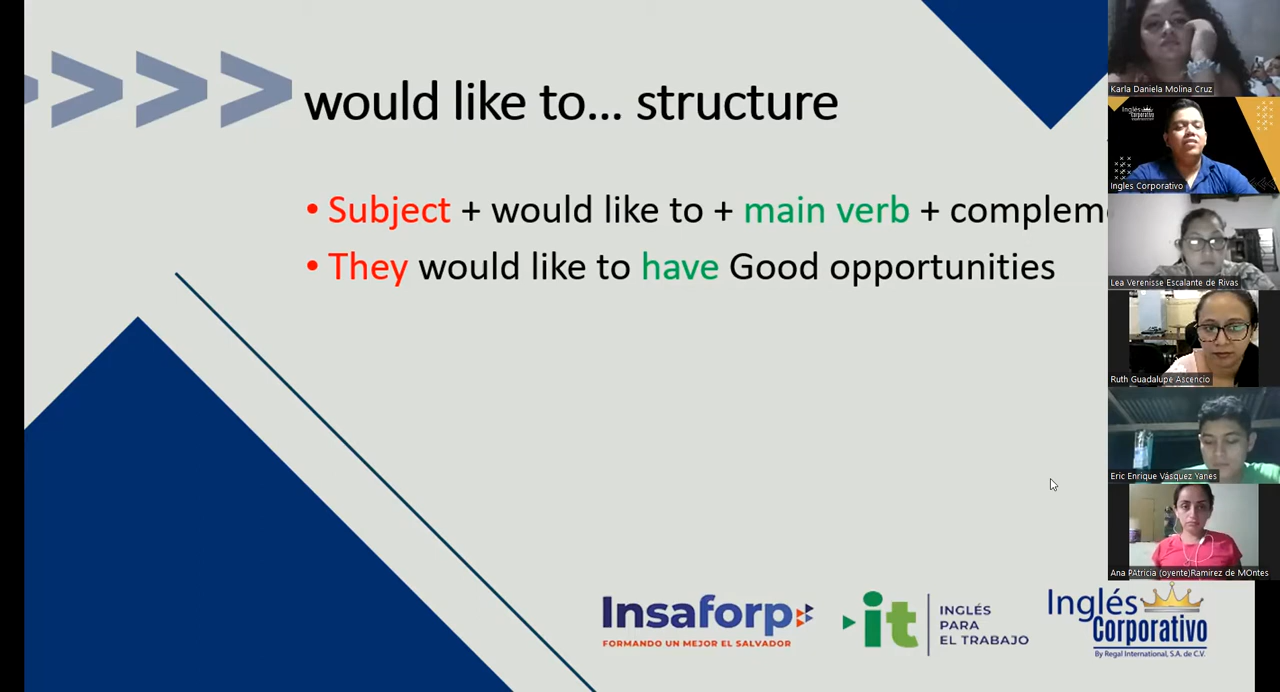 would like to... structure
• Subject + would like to + main verb + complem
• They would like to have Good opportunities
Insaforp
FORMANDO UN MEJOR EL SALVADOR
it
INGLÉS
PARA
EL TRABAJO
Inglés
Corporativo
By Regal International, S.A. de C.V.
Karla Daniela Molina Cruz
Inglés
Corporativo
Ingles Corporativo
Lea Verenisse Escalante de Rivas
Ruth Guadalupe Ascencio
Eric Enrique Vásquez Yanes
Ana PAtricia (oyente)Ramirez de MOntes